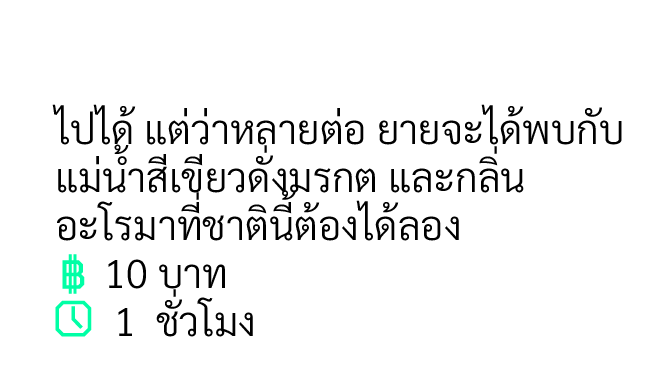 ไปได้ แต่ว่าหลายต่อ ยายจะได้พบกับ
แม่น้ำสีเขียวดั่งมรกต และกลิ่น
อะโรมาที่ชาตินี้ต้องได้ลอง
฿ 10 บาท
1 ชั่วโมง